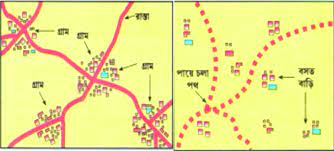 রাস্তা
গ্রাম
গ্রাম
গ্রাম
গ্রাম
পায়ে চলা
পথ
বসত
বাড়ি